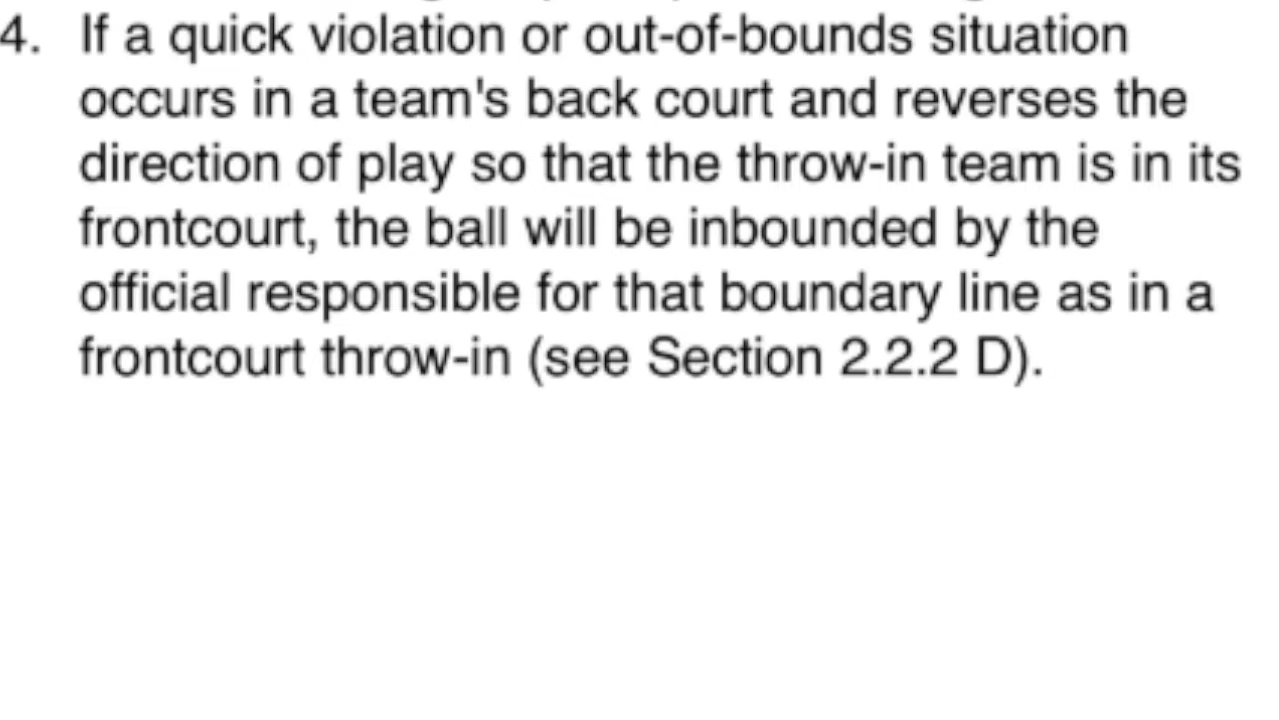 4. If a quick violation or out-of-bounds situation
occurs in a team's back court and reverses the
direction of play so that the throw-in team is in its
frontcourt, the ball will be inbounded by the
official responsible for that boundary line as in a
frontcourt throw-in (see Section 2.2.2 D).